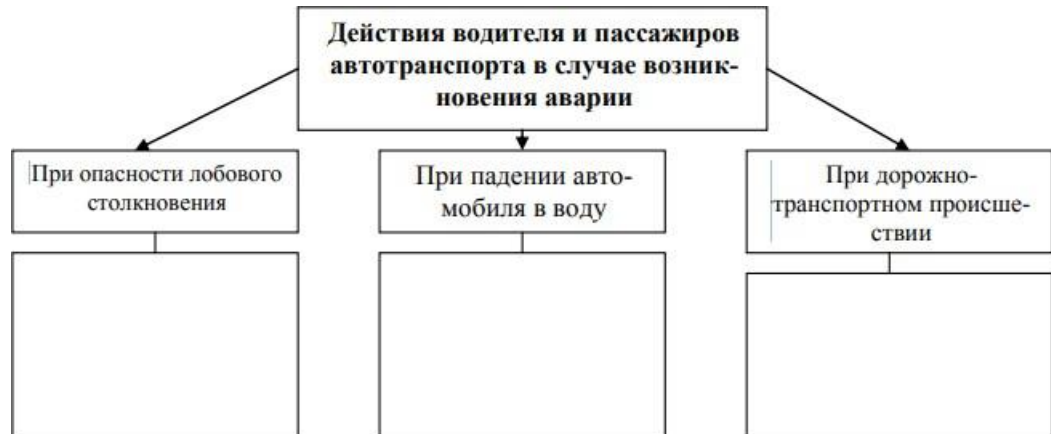 Действия водителя и пассажиров
автотранспорта в случае возник-
новения аварии
При опасности лобового
столкновения
При падении авто-
мобиля в воду
При дорожно-
транспортном происше-
ствии